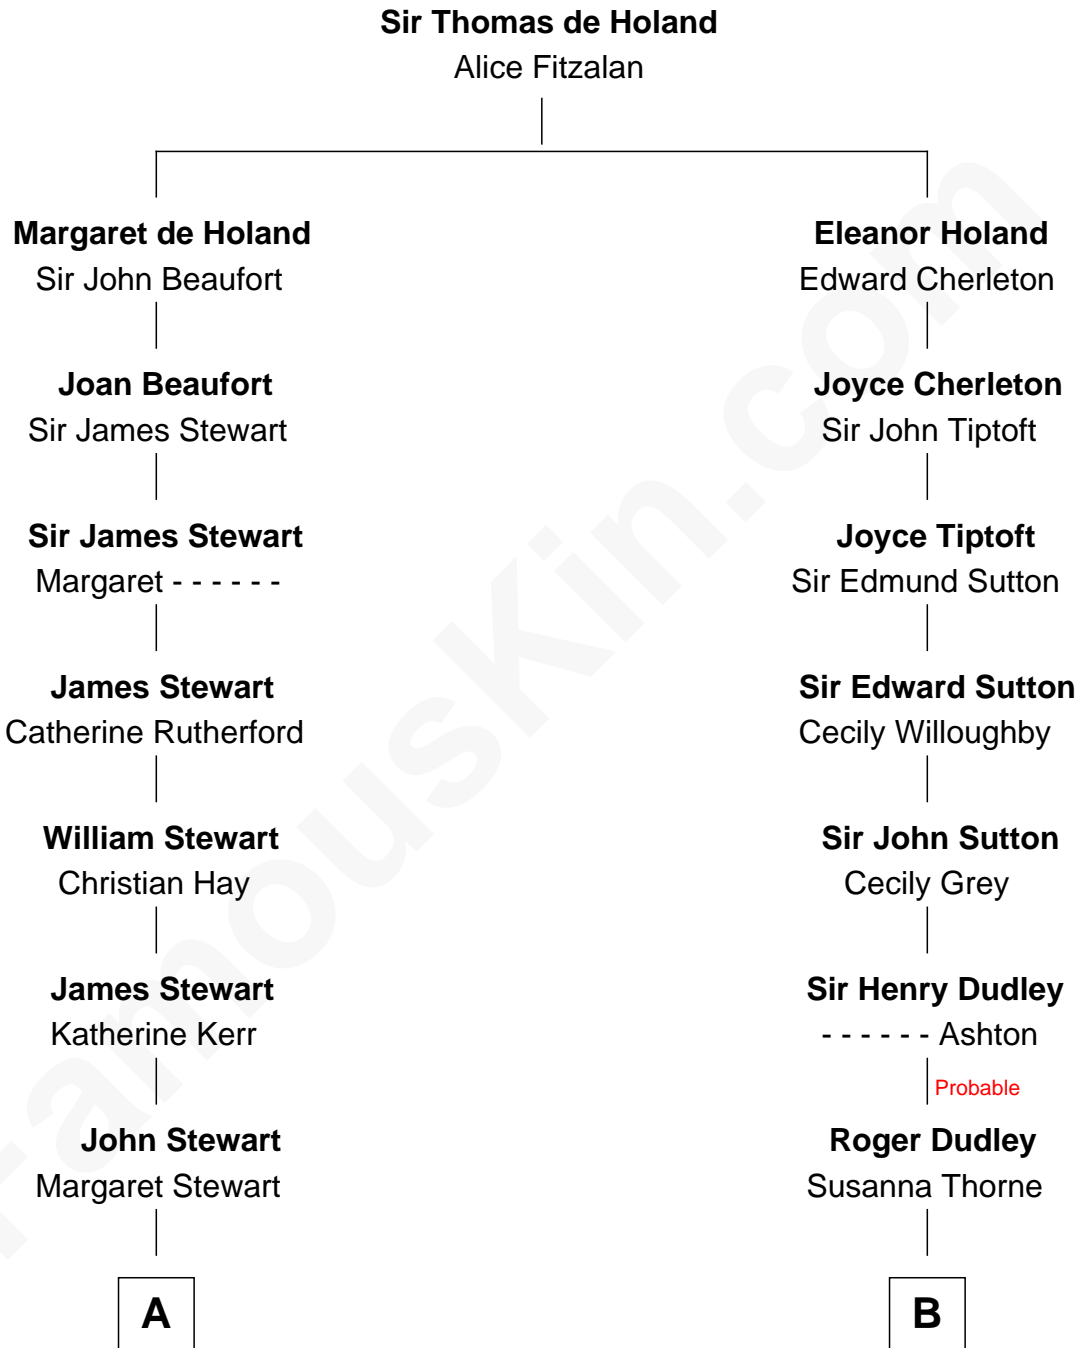 Sir Thomas de Holand
Alice Fitzalan
Margaret de Holand
Sir John Beaufort
Eleanor Holand
Edward Cherleton
Joan Beaufort
Sir James Stewart
Joyce Cherleton
Sir John Tiptoft
Sir James Stewart
Margaret - - - - - -
Joyce Tiptoft
Sir Edmund Sutton
James Stewart
Catherine Rutherford
Sir Edward Sutton
Cecily Willoughby
William Stewart
Christian Hay
Sir John Sutton
Cecily Grey
James Stewart
Katherine Kerr
Sir Henry Dudley
- - - - - - Ashton
Probable
John Stewart
Margaret Stewart
Roger Dudley
Susanna Thorne
A
B
FamousKin.com